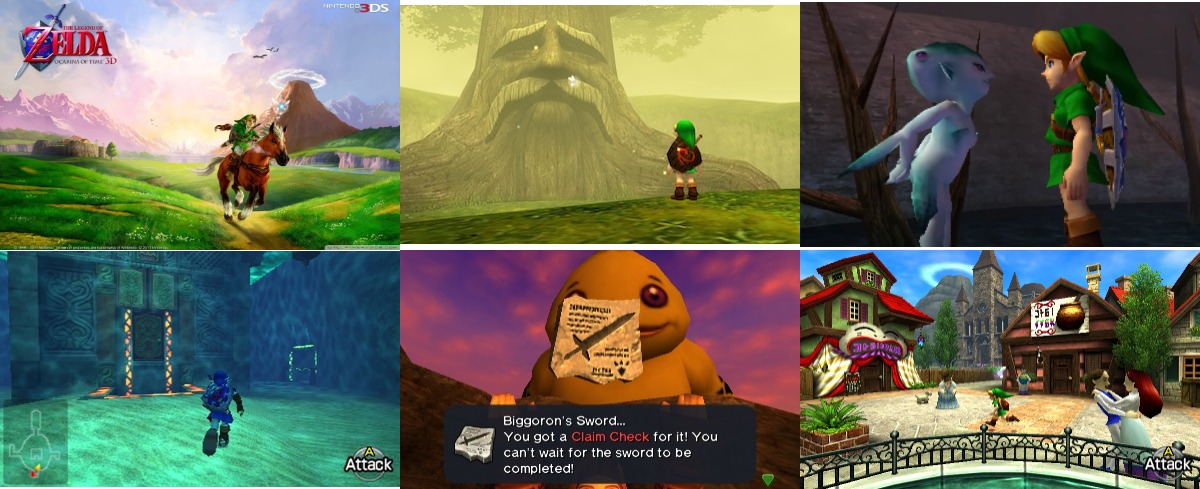 NINTENDO 3DS
THE LEGEND OF
ZELDA
OCARINA OF TIME 3D
A
Attack
Biggoron's Sword...
You got a Claim Check for it! You
can't wait for the sword to be
completed!
A
Attack